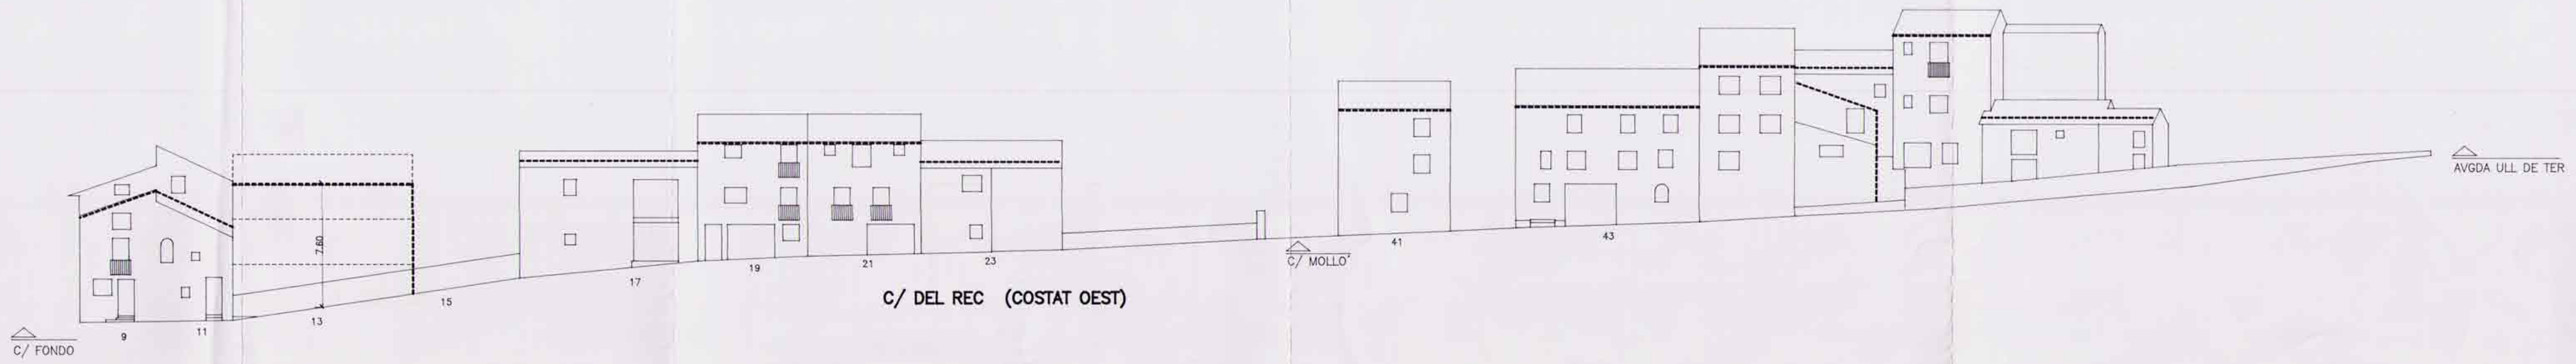 C/ FONDO
9
11
13
7.60
15
17
19
21
23
C/ DEL REC (COSTAT OEST)
C/ MOLLO'
41
43
AVGDA ULL DE TER